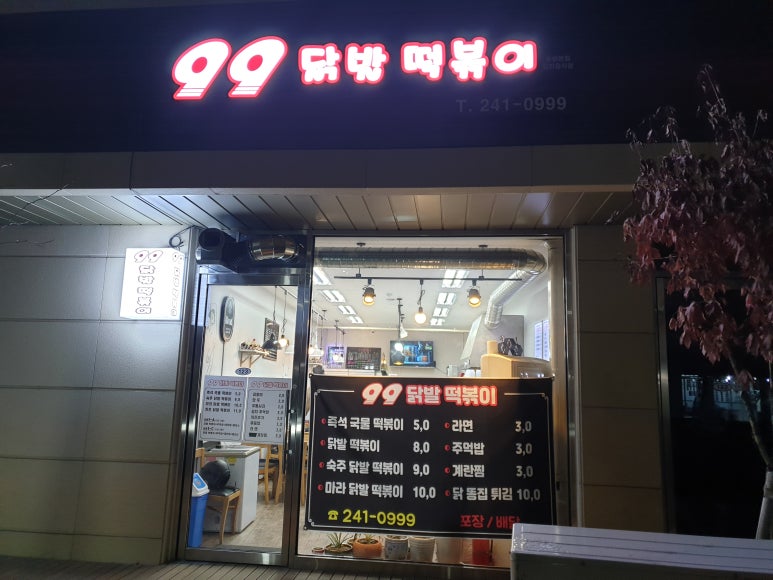 99 닭발 떡볶이
T. 241-0999
99 닭발떡볶이
99 닭발 떡볶이
즉석 국물 떡볶이 5,0
닭발 떡볶이 8,0
숙주 닭발 떡볶이 9,0
마라 닭발 떡볶이 10,0
라면 3,0
주먹밥 3,0
계란찜 3,0
닭 똥집 튀김 10,0
☎ 241-0999
포장 / 배달